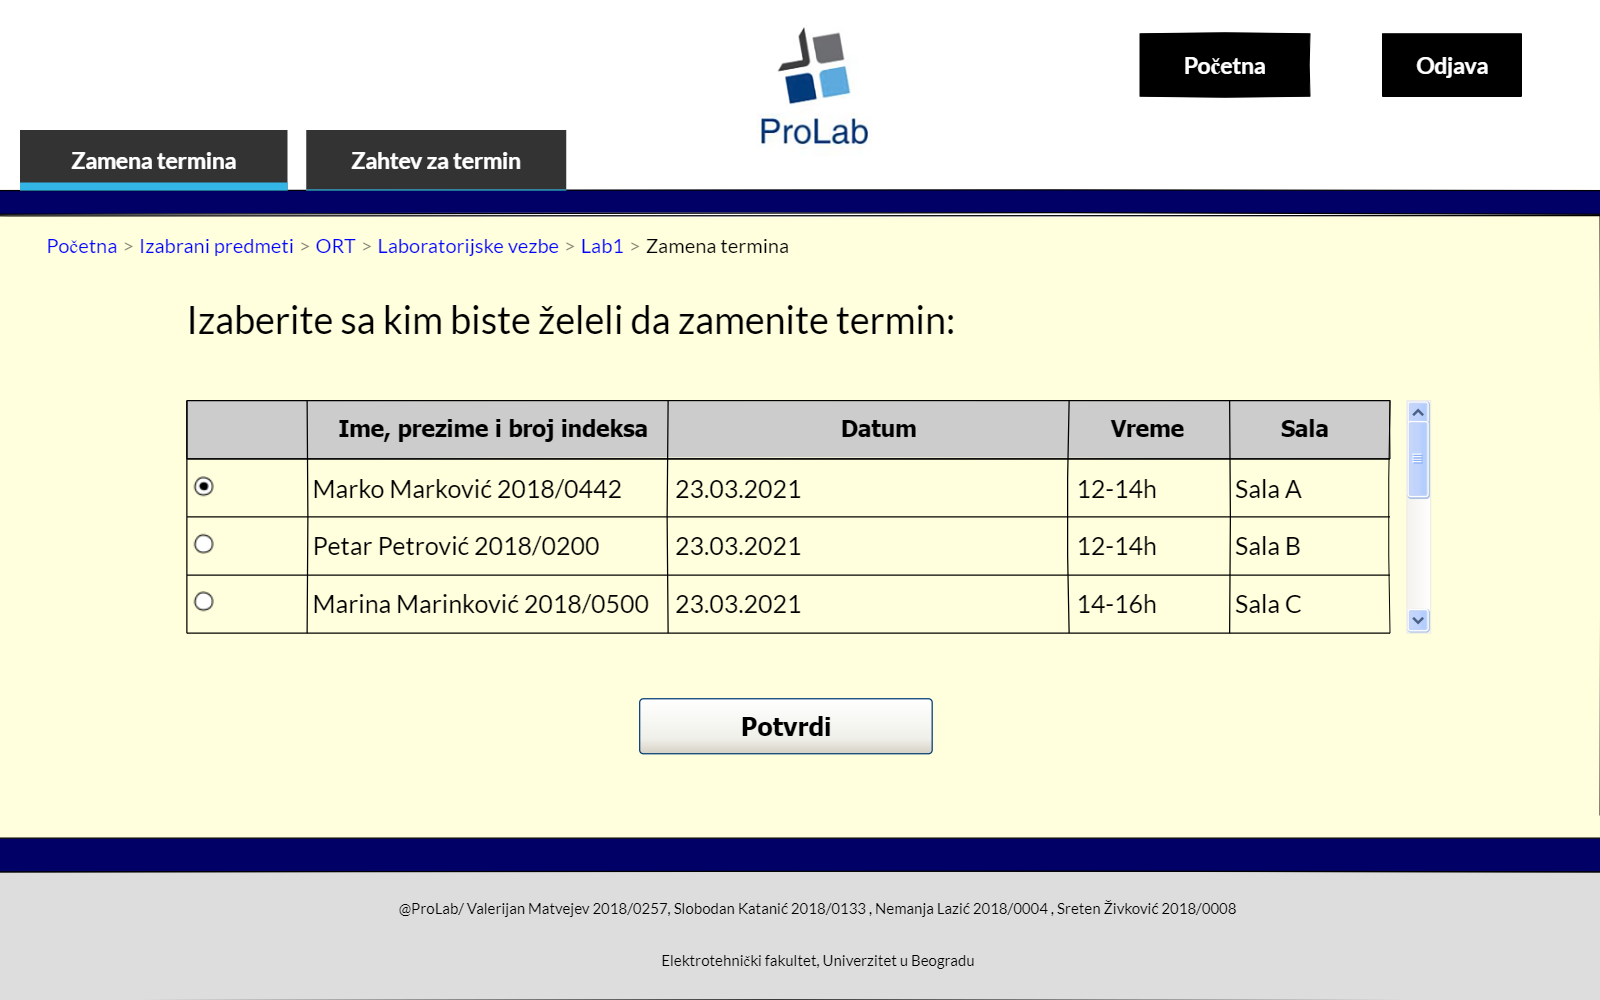 ProLab
Početna
Odjava
Zamena termina
Zahtev za termin
Početna > Izabrani predmeti > ORT > Laboratorijske vezbe > Lab1 > Zamena termina
Izaberite sa kim biste želeli da zamenite termin:
Ime, prezime i broj indeksa Datum Vreme Sala
Marko Marković 2018/0442 23.03.2021 12-14h Sala A
Petar Petrović 2018/0200 23.03.2021 12-14h Sala B
Marina Marinković 2018/0500 23.03.2021 14-16h Sala C
Potvrdi
@ProLab/ Valerijan Matvejev 2018/0257, Slobodan Katanić 2018/0133 , Nemanja Lazić 2018/0004 , Sreten Živković 2018/0008
Elektrotehnički fakultet, Univerzitet u Beogradu